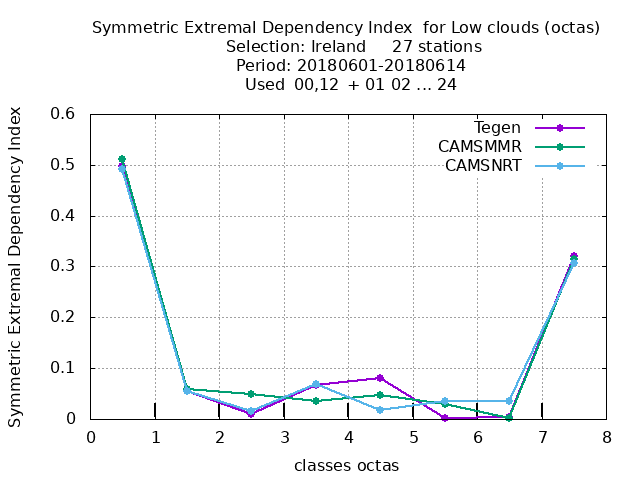 Symmetric Extremal Dependency Index  for Low clouds (octas)
Selection: Ireland     27 stations
Period: 20180601-20180614
Used  00,12  + 01 02 ... 24
Symmetric Extremal Dependency Index
0.6
0.5
0.4
0.3
0.2
0.1
0
Tegen
CAMSMMR
CAMSNRT
0 1 2 3 4 5 6 7 8
classes octas